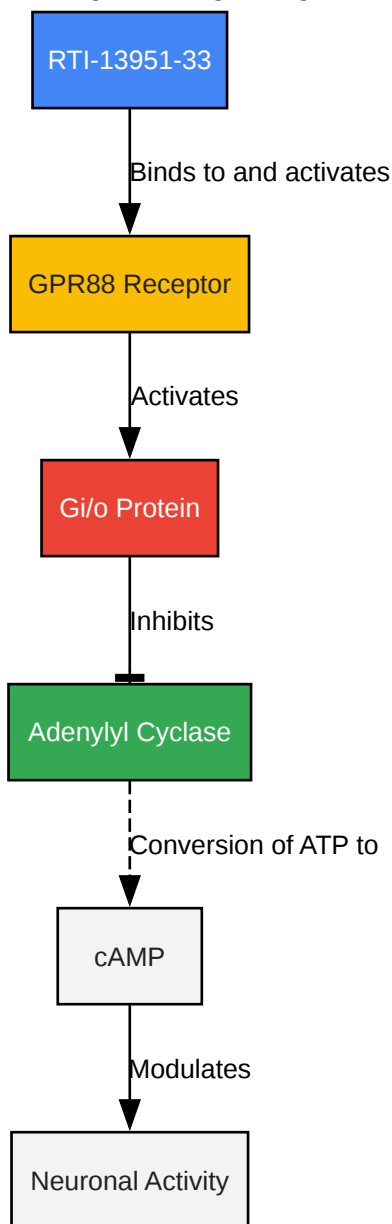 RTI-13951-33
Binds to and activates
GPR88 Receptor
Activates
Gi/o Protein
Inhibits
Adenylyl Cyclase
Conversion of ATP to
cAMP
Modulates
Neuronal Activity